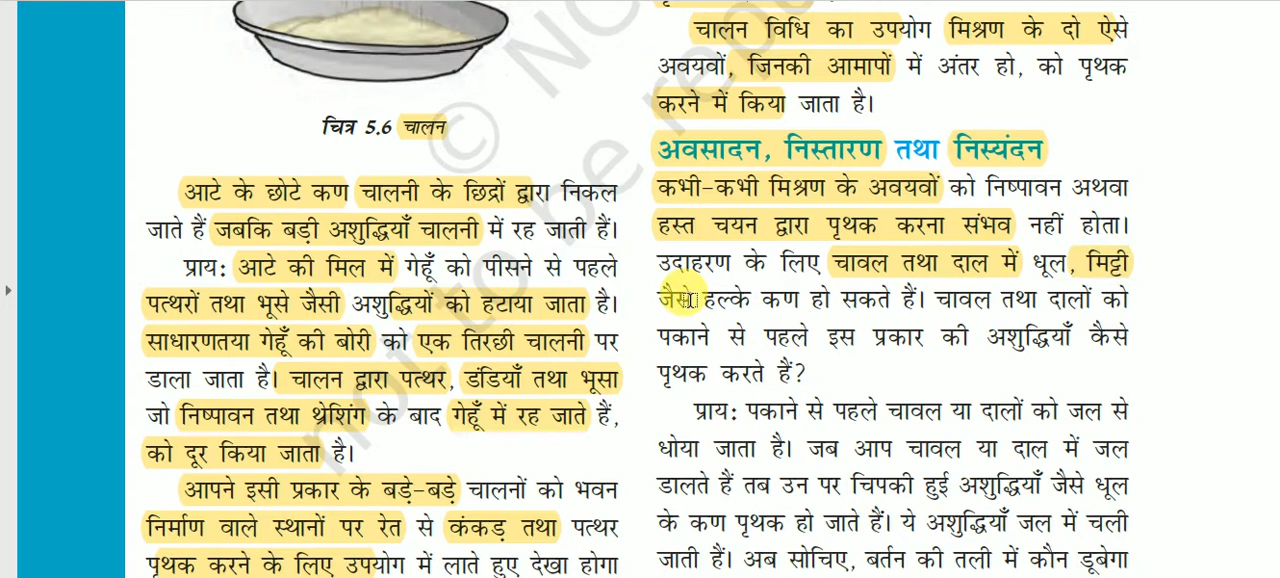 चित्र 5.6 चालन
आटे के छोटे कण चालनी के छिद्रों द्वारा निकल
जाते हैं जबकि बड़ी अशुद्धियाँ चालनी में रह जाती हैं।
प्राय: आटे की मिल में गेहूँ को पीसने से पहले
पत्थरों तथा भूसे जैसी अशुद्धियों को हटाया जाता है।
साधारणतया गेहूँ की बोरी को एक तिरछी चालनी पर
डाला जाता है। चालन द्वारा पत्थर, डंडियाँ तथा भूसा
जो निष्पावन तथा थ्रेशिंग के बाद गेहूँ में रह जाते हैं,
को दूर किया जाता है।
आपने इसी प्रकार के बड़े-बड़े चालनों को भवन
निर्माण वाले स्थानों पर रेत से कंकड़ तथा पत्थर
पृथक करने के लिए उपयोग में लाते हुए देखा होगा
चालन विधि का उपयोग मिश्रण के दो ऐसे
अवयवों, जिनकी आमापों में अंतर हो, को पृथक
करने में किया जाता है।
अवसादन, निस्तारण तथा निस्यंदन
कभी-कभी मिश्रण के अवयवों को निष्पावन अथवा
हस्त चयन द्वारा पृथक करना संभव नहीं होता।
उदाहरण के लिए चावल तथा दाल में धूल, मिट्टी
जैसे हल्के कण हो सकते हैं। चावल तथा दालों को
पकाने से पहले इस प्रकार की अशुद्धियाँ कैसे
पृथक करते हैं?
प्राय: पकाने से पहले चावल या दालों को जल से
धोया जाता है। जब आप चावल या दाल में जल
डालते हैं तब उन पर चिपकी हुई अशुद्धियाँ जैसे धूल
के कण पृथक हो जाते हैं। ये अशुद्धियाँ जल में चली
जाती हैं। अब सोचिए, बर्तन की तली में कौन डूबेगा
© NC
not to be repu